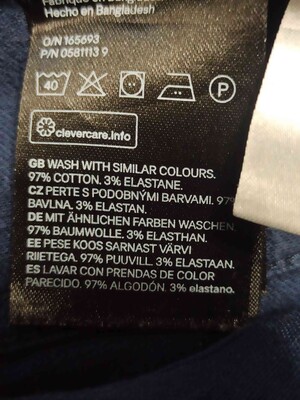 Hecho en Bangladesh
O/N 165693
P/N 0581113 9
40
P
clevercare.info
GB WASH WITH SIMILAR COLOURS.
97% COTTON. 3% ELASTANE.
CZ PERTE S PODOBNÝMI BARVAMI. 97%
BAVLNA. 3% ELASTAN.
DE MIT ÄHNLICHEN FARBEN WASCHEN
97% BAUMWOLLE. 3% ELASTHAN.
EE PESE KOOS SARNAST VÄRVI
RIIETEGA. 97% PUUVILL. 3% ELASTAAN.
ES LAVAR CON PRENDAS DE COLOR
PARECIDO. 97% ALGODÓN. 3% elastano.